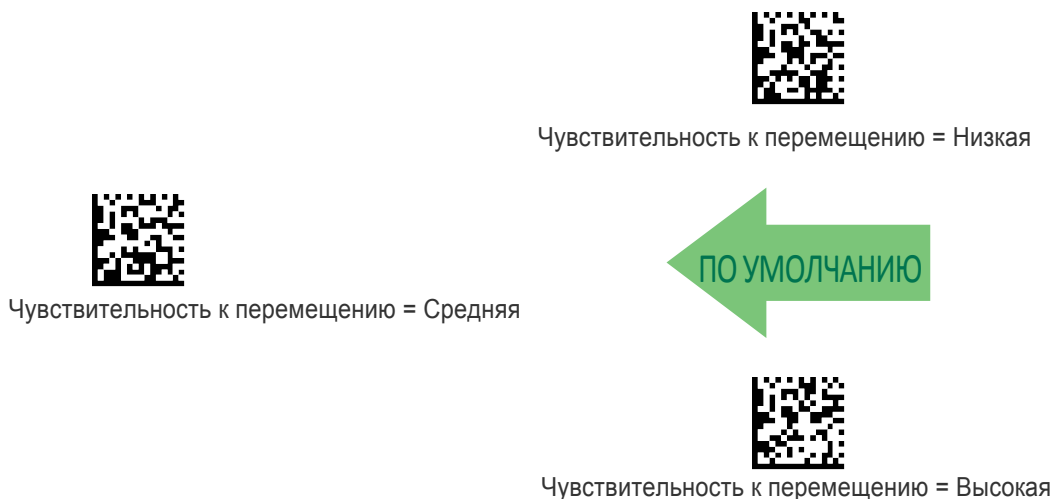 Чувствительность к перемещению = Низкая
Чувствительность к перемещению = Средняя
ПО УМОЛЧАНИЮ
Чувствительность к перемещению = Высокая